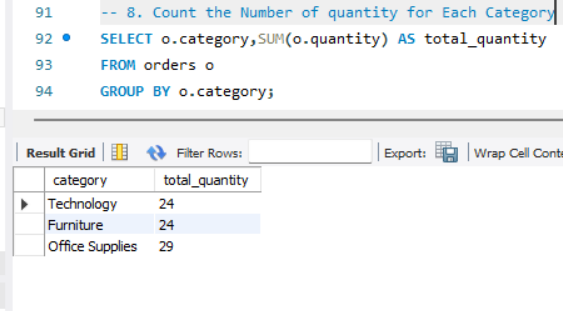 91 -- 8. Count the Number of quantity for Each Category
92 SELECT o.category,SUM(o.quantity) AS total_quantity
93 FROM orders o
94 GROUP BY o.category;
Result Grid Filter Rows: Export: Wrap Cell Conte
category total_quantity
Technology 24
Furniture 24
Office Supplies 29